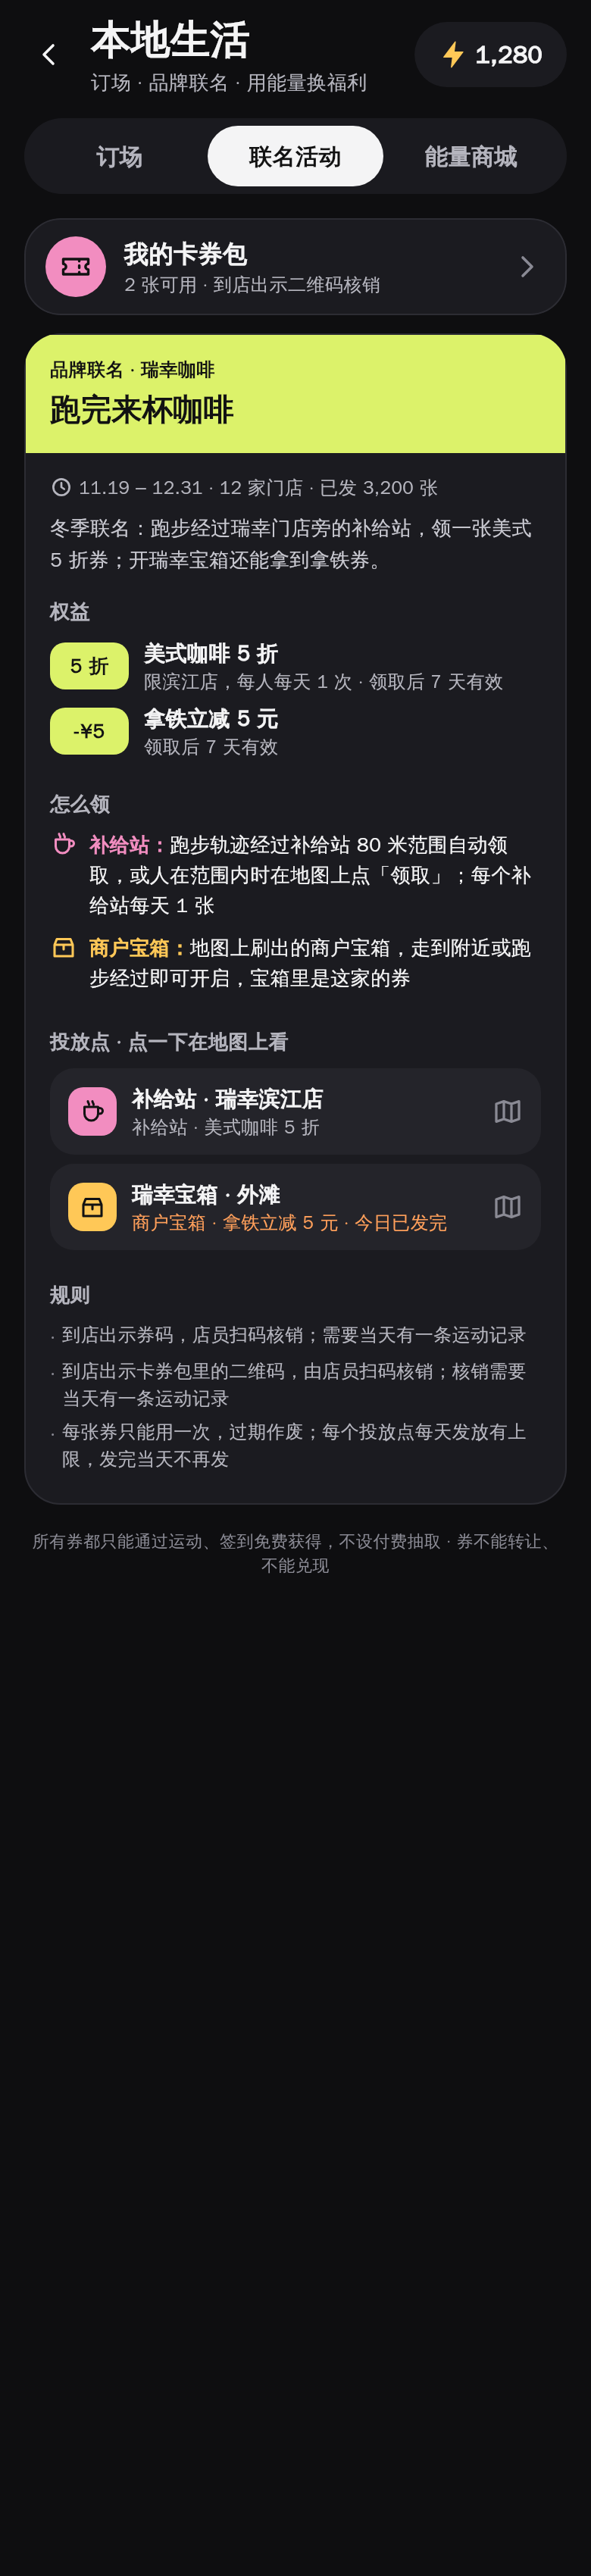 本地生活
订场 · 品牌联名 · 用能量换福利
1,280
订场
联名活动
能量商城
我的卡券包
2 张可用 · 到店出示二维码核销
品牌联名 · 瑞幸咖啡
跑完来杯咖啡
11.19 – 12.31 · 12 家门店 · 已发 3,200 张
冬季联名：跑步经过瑞幸门店旁的补给站，领一张美式
5 折券；开瑞幸宝箱还能拿到拿铁券。
权益
5 折
美式咖啡 5 折
限滨江店，每人每天 1 次 · 领取后 7 天有效
-¥5
拿铁立减 5 元
领取后 7 天有效
怎么领
补给站：跑步轨迹经过补给站 80 米范围自动领
取，或人在范围内时在地图上点「领取」；每个补
给站每天 1 张
商户宝箱：地图上刷出的商户宝箱，走到附近或跑
步经过即可开启，宝箱里是这家的券
投放点 · 点一下在地图上看
补给站 · 瑞幸滨江店
补给站 · 美式咖啡 5 折
瑞幸宝箱 · 外滩
商户宝箱 · 拿铁立减 5 元 · 今日已发完
规则
· 到店出示券码，店员扫码核销；需要当天有一条运动记录
· 到店出示卡券包里的二维码，由店员扫码核销；核销需要
当天有一条运动记录
· 每张券只能用一次，过期作废；每个投放点每天发放有上
限，发完当天不再发
所有券都只能通过运动、签到免费获得，不设付费抽取 · 券不能转让、
不能兑现